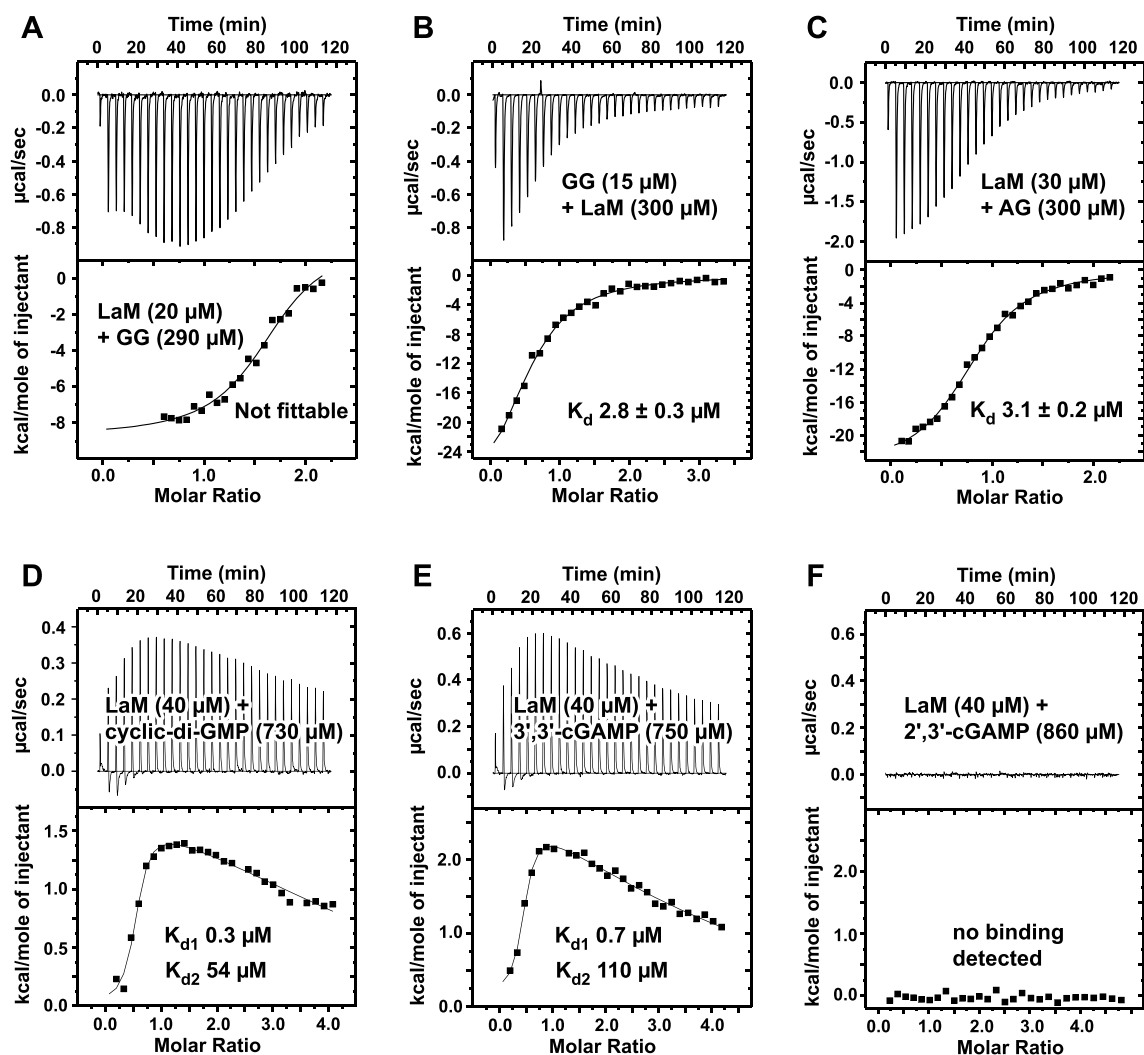 A
Time (min)
0 20 40 60 80 100 120
0.0
-0.2
-0.4
-0.6
-0.8
µcal/sec
0
-2
-4
-6
-8
kcal/mole of injectant
LaM (20 µM)
+ GG (290 µM)
Not fittable
0.0 1.0 2.0
Molar Ratio
B
Time (min)
0 20 40 60 80 100 120
0.0
-0.2
-0.4
-0.6
-0.8
µcal/sec
GG (15 µM)
+ LaM (300 µM)
0
-4
-8
-12
-16
-20
-24
kcal/mole of injectant
Kd 2.8 ± 0.3 µM
0.0 1.0 2.0 3.0
Molar Ratio
C
Time (min)
0 20 40 60 80 100 120
0.0
-0.5
-1.0
-1.5
-2.0
µcal/sec
LaM (30 µM)
+ AG (300 µM)
0
-4
-8
-12
-16
-20
kcal/mole of injectant
Kd 3.1 ± 0.2 µM
0.0 1.0 2.0
Molar Ratio
D
Time (min)
0 20 40 60 80 100 120
0.4
0.3
0.2
0.1
0.0
µcal/sec
LaM (40 µM) +
cyclic-di-GMP (730 µM)
1.5
1.0
0.5
0.0
kcal/mole of injectant
Kd1 0.3 µM
Kd2 54 µM
0.0 1.0 2.0 3.0 4.0
Molar Ratio
E
Time (min)
0 20 40 60 80 100 120
0.6
0.4
0.2
0.0
µcal/sec
LaM (40 µM) +
3',3'-cGAMP (750 µM)
2.0
1.0
0.0
kcal/mole of injectant
Kd1 0.7 µM
Kd2 110 µM
0.0 1.0 2.0 3.0 4.0
Molar Ratio
F
Time (min)
0 20 40 60 80 100 120
0.6
0.4
0.2
0.0
µcal/sec
LaM (40 µM) +
2',3'-cGAMP (860 µM)
2.0
1.0
0.0
kcal/mole of injectant
no binding
detected
0.0 1.0 2.0 3.0 4.0
Molar Ratio